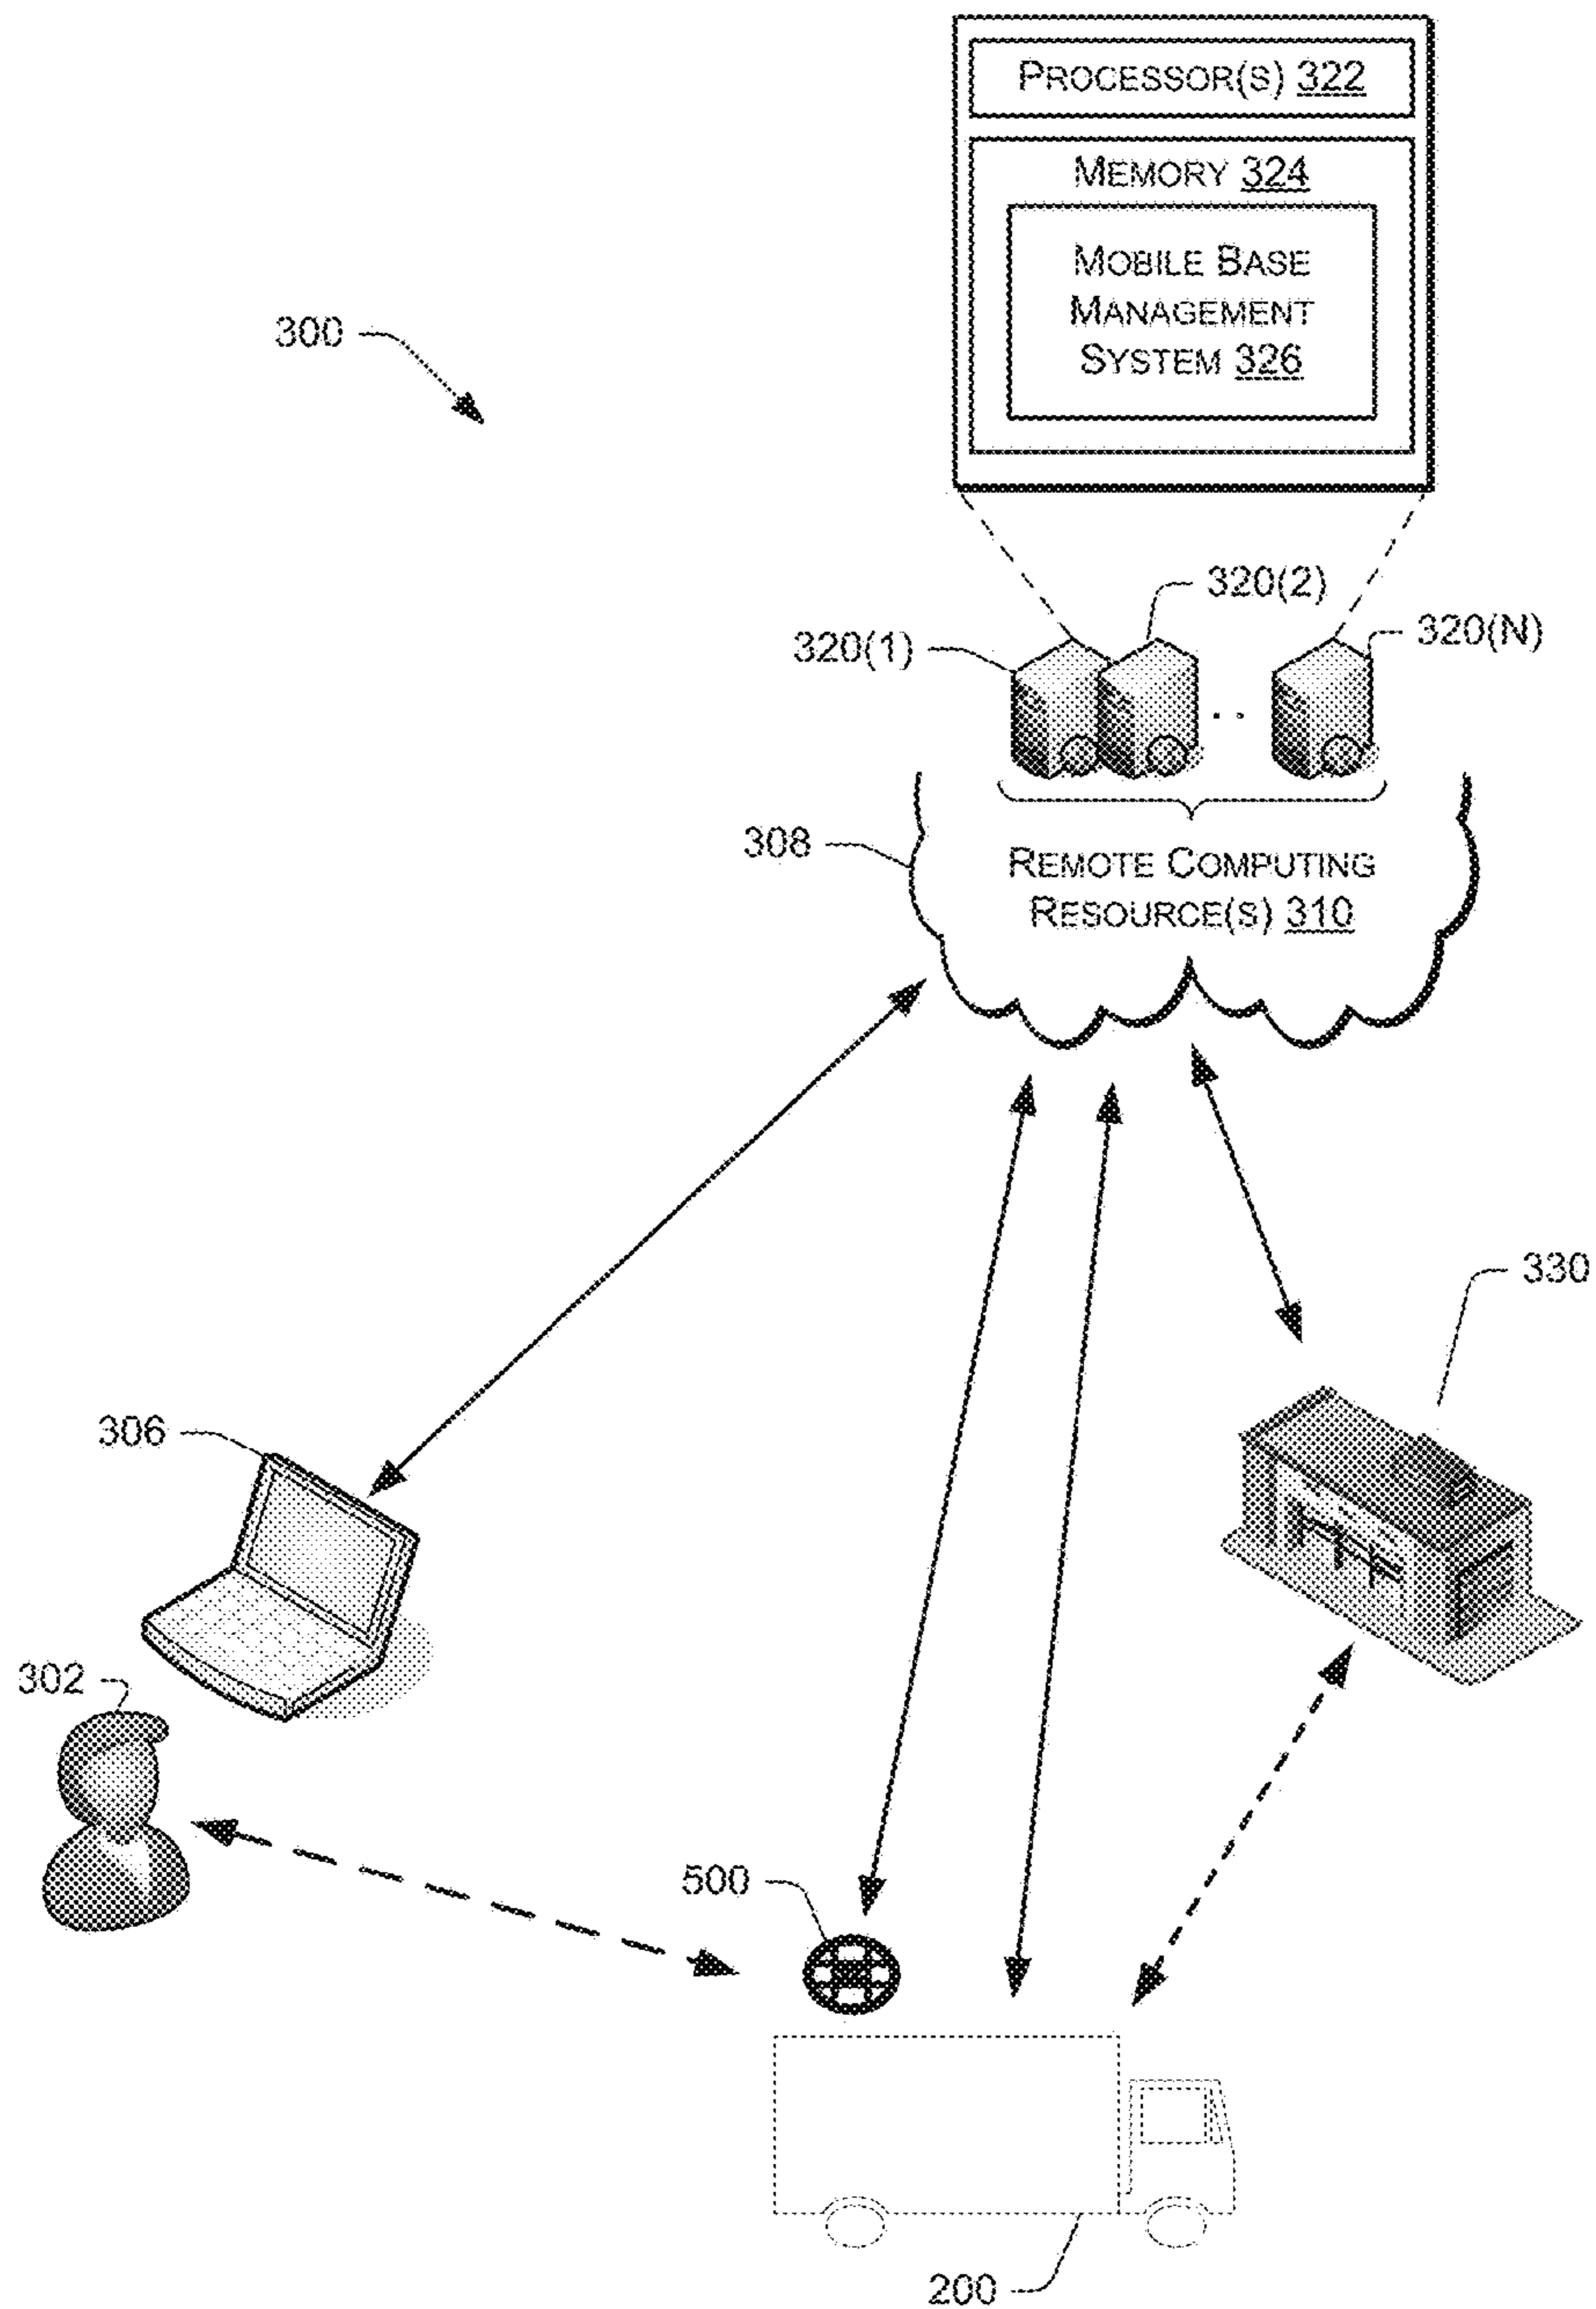 PROCESSOR(S) 322
MEMORY 324
MOBILE BASE
MANAGEMENT
SYSTEM 326
300
320(2)
320(1)
320(N)
308
REMOTE COMPUTING
RESOURCE(S) 310
330
306
302
500
200